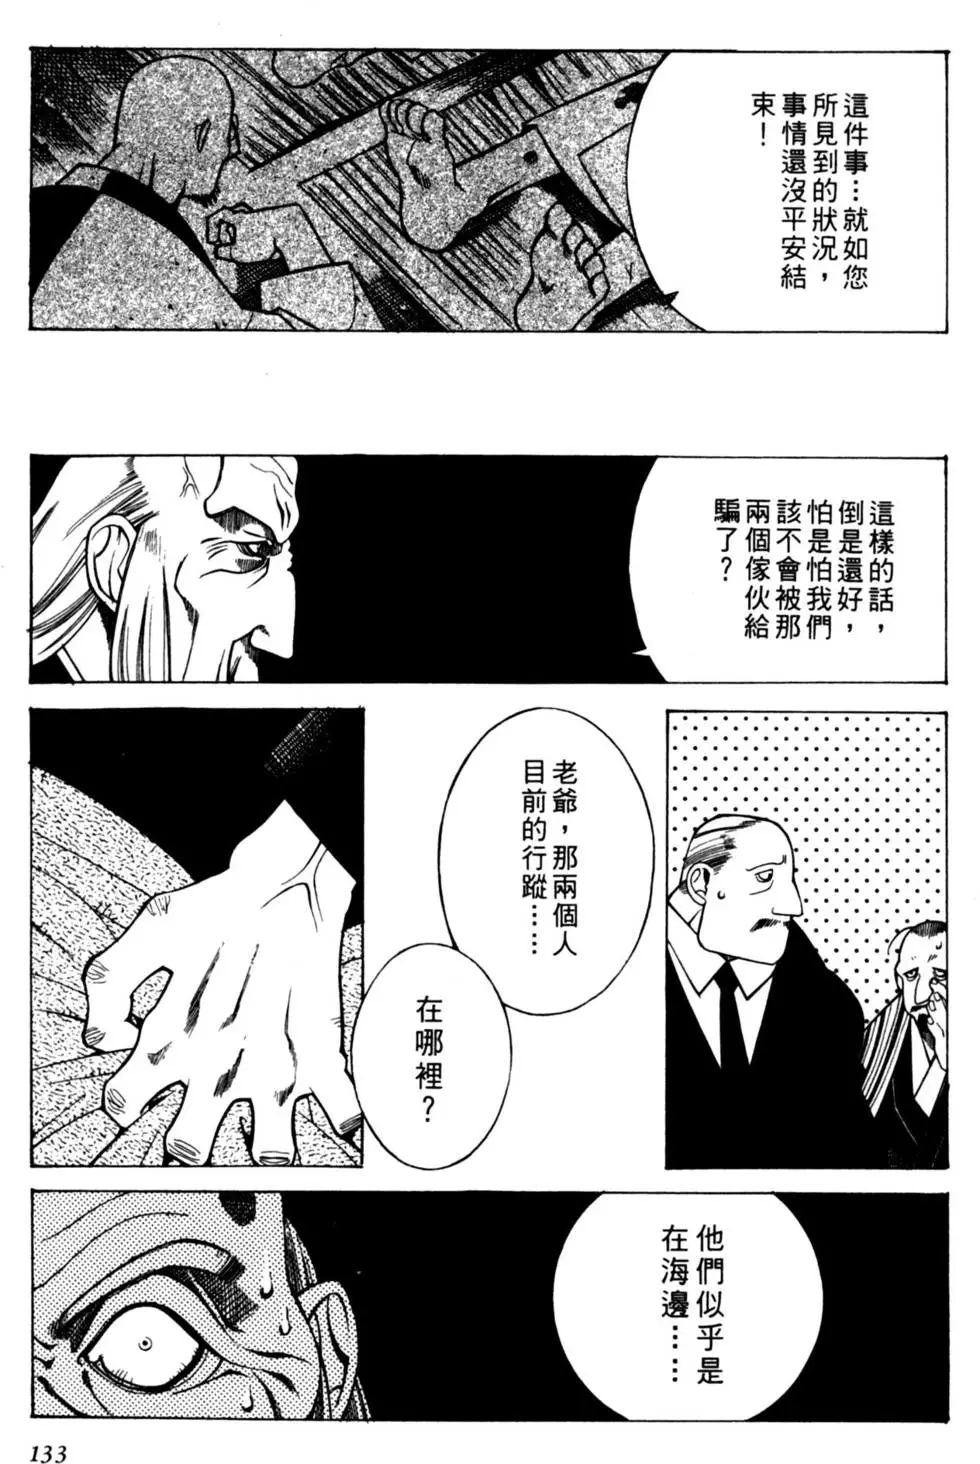 這件事…就如您
所見到的狀況，
事情還沒平安結
束！
這樣的話，
倒是還好，
怕是怕我們
該不會被那
兩個傢伙給
騙了？
老爺，那兩個人
目前的行蹤……
在哪裡？
他們似乎是
在海邊……
133